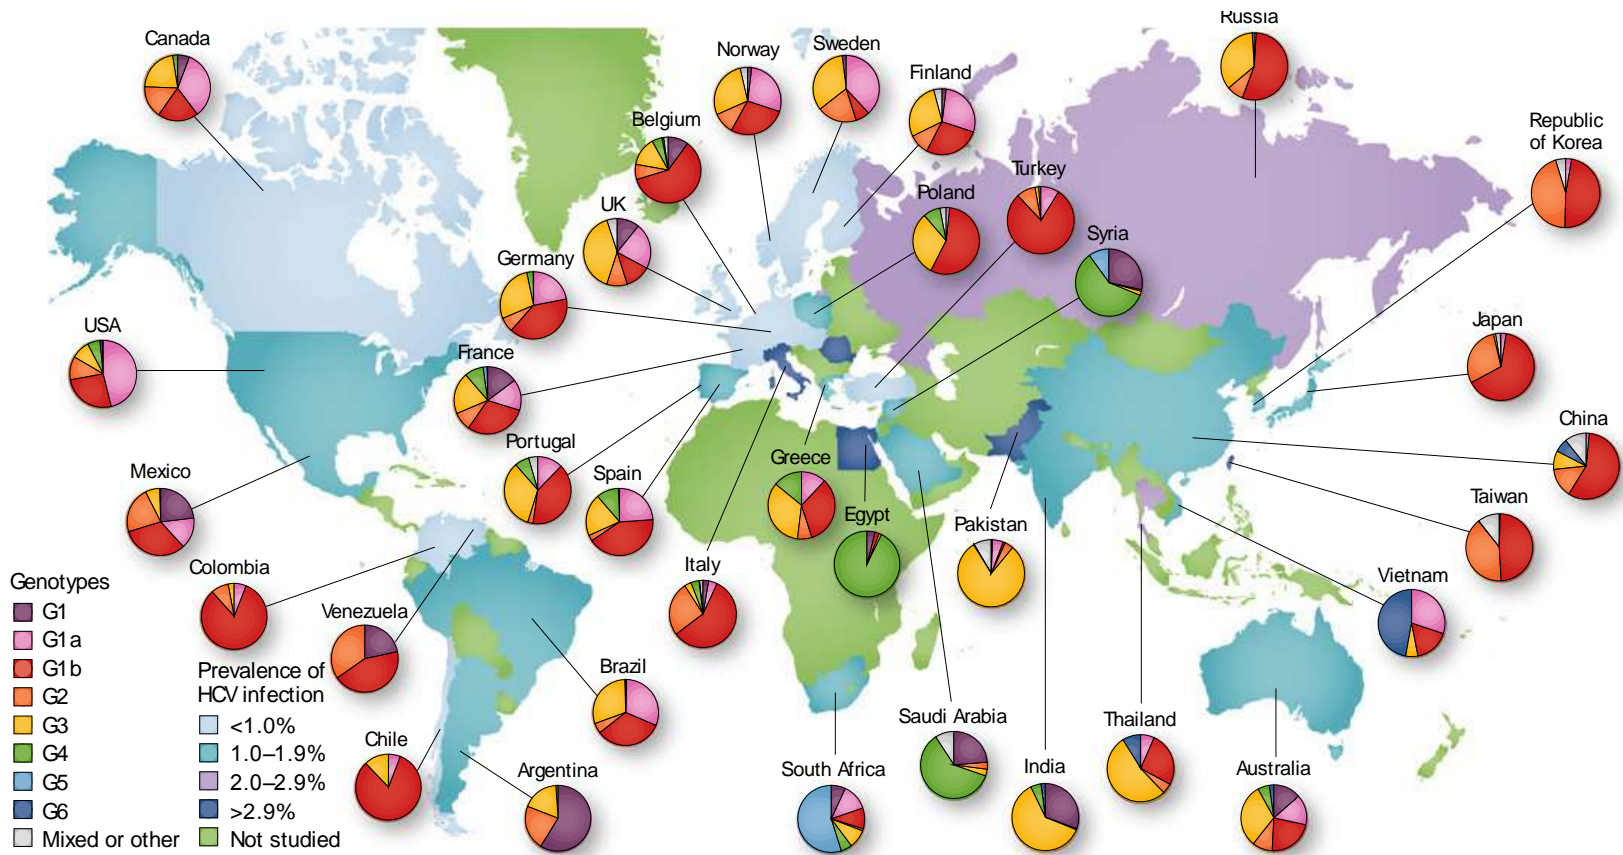 Canada
Norway
Sweden
Finland
Russia
Belgium
Republic
of Korea
UK
Poland
Turkey
Syria
Germany
USA
France
Japan
Portugal
Spain
Greece
Egypt
Pakistan
China
Mexico
Taiwan
Colombia
Venezuela
Italy
Vietnam
Brazil
Chile
Argentina
South Africa
Saudi Arabia
India
Thailand
Australia
Genotypes
G1
G1a
G1b
G2
G3
G4
G5
G6
Mixed or other
Prevalence of
HCV infection
<1.0%
1.0–1.9%
2.0–2.9%
>2.9%
Not studied